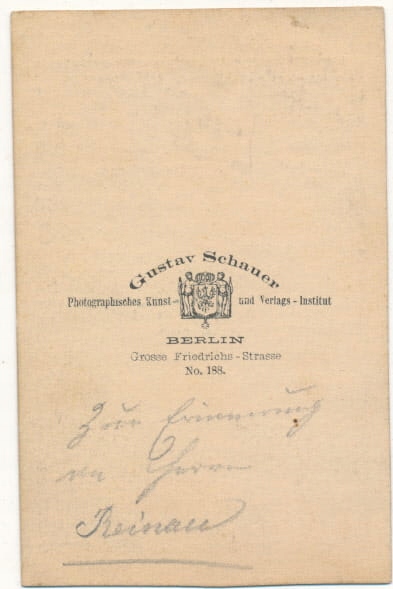 Gustav Schauer
Photographisches Kunst- und Verlags-Institut
BERLIN
Grosse Friedrichs-Strasse
No. 188.
Zur Erinnerung
an Herrn
Reinau